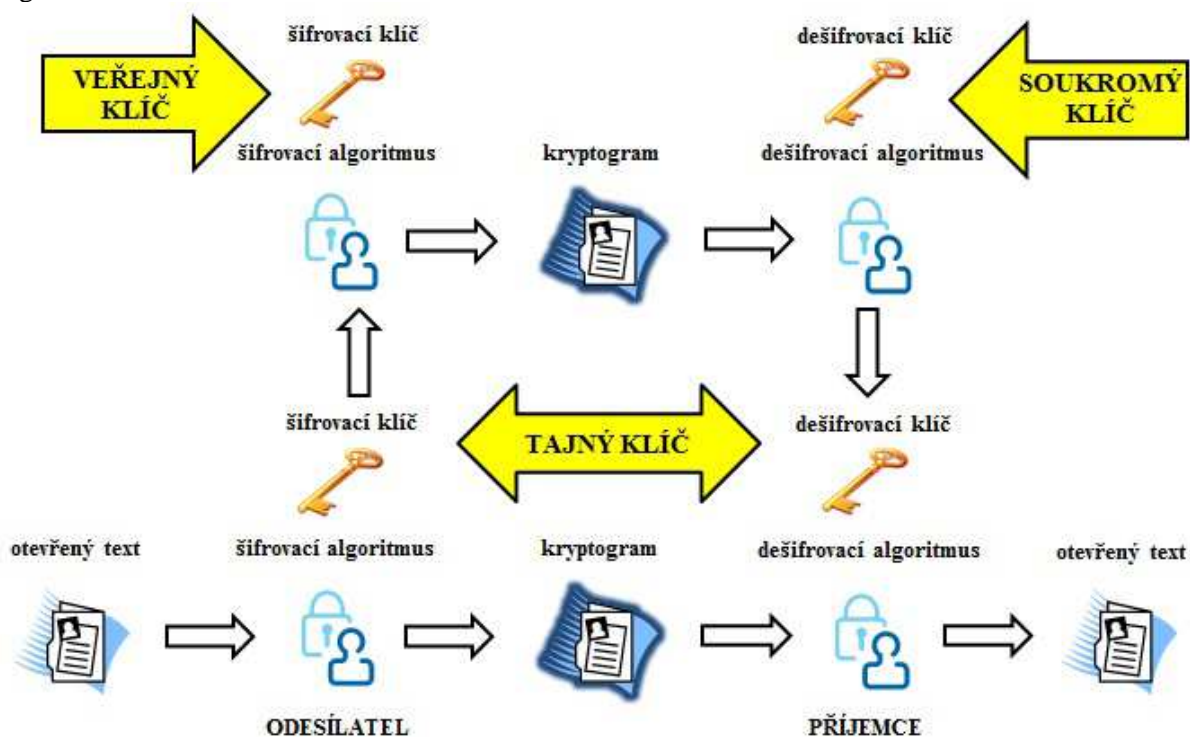 šifrovací klíč
dešifrovací klíč
VEŘEJNÝ
KLÍČ
SOUKROMÝ
KLÍČ
šifrovací algoritmus
kryptogram
dešifrovací algoritmus
šifrovací klíč
TAJNÝ KLÍČ
dešifrovací klíč
otevřený text
šifrovací algoritmus
kryptogram
dešifrovací algoritmus
otevřený text
ODESÍLATEL
PŘÍJEMCE